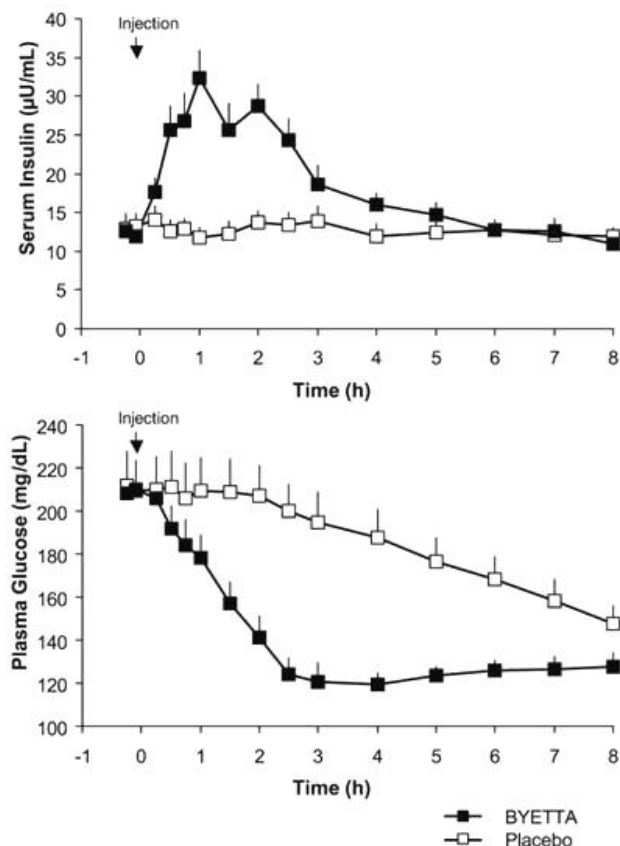 Injection
40
35
30
25
20
15
10
5
0
Serum Insulin (µU/mL)
-1 0 1 2 3 4 5 6 7 8
Time (h)
Injection
240
220
200
180
160
140
120
100
Plasma Glucose (mg/dL)
-1 0 1 2 3 4 5 6 7 8
Time (h)
BYETTA
Placebo